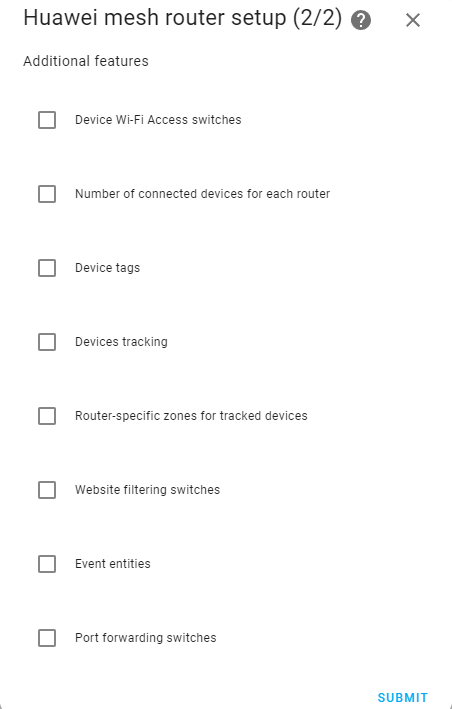 Huawei mesh router setup (2/2) ?
Additional features
Device Wi-Fi Access switches
Number of connected devices for each router
Device tags
Devices tracking
Router-specific zones for tracked devices
Website filtering switches
Event entities
Port forwarding switches
SUBMIT